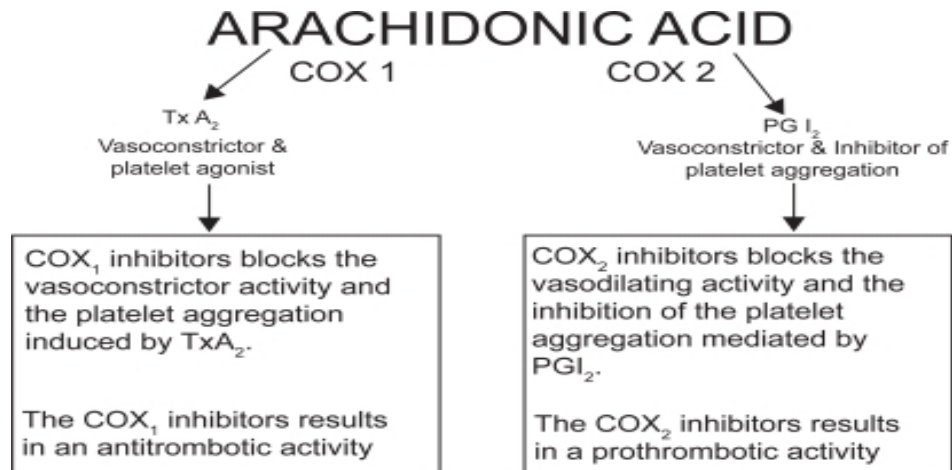 ARACHIDONIC ACID
COX 1
COX 2
Tx A₂
Vasoconstrictor &
platelet agonist
PG I₂
Vasoconstrictor & Inhibitor of
platelet aggregation
COX₁ inhibitors blocks the
vasoconstrictor activity and
the platelet aggregation
induced by TxA₂.
The COX₁ inhibitors results
in an antitrombotic activity
COX₂ inhibitors blocks the
vasodilating activity and the
inhibition of the platelet
aggregation mediated by
PGI₂.
The COX₂ inhibitors results
in a prothrombotic activity